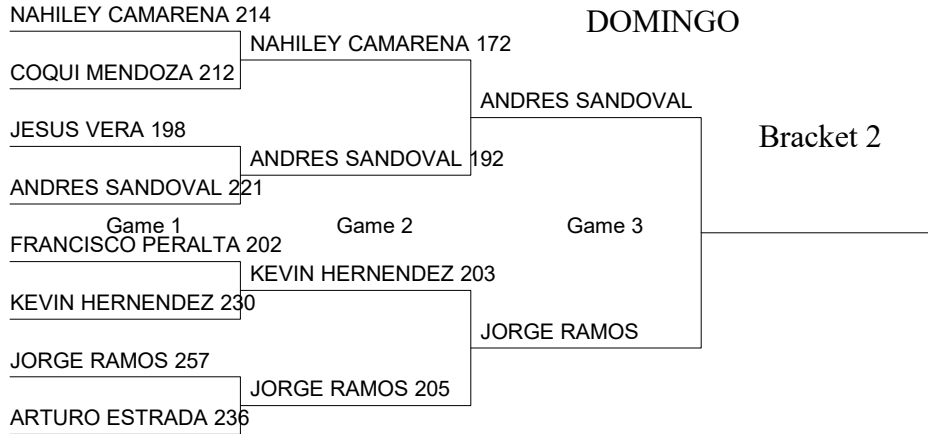 NAHILEY CAMARENA 214
DOMINGO
NAHILEY CAMARENA 172
COQUI MENDOZA 212
ANDRES SANDOVAL
JESUS VERA 198
Bracket 2
ANDRES SANDOVAL 192
ANDRES SANDOVAL 221
Game 1
Game 2
Game 3
FRANCISCO PERALTA 202
KEVIN HERNENDEZ 203
KEVIN HERNENDEZ 230
JORGE RAMOS
JORGE RAMOS 257
JORGE RAMOS 205
ARTURO ESTRADA 236